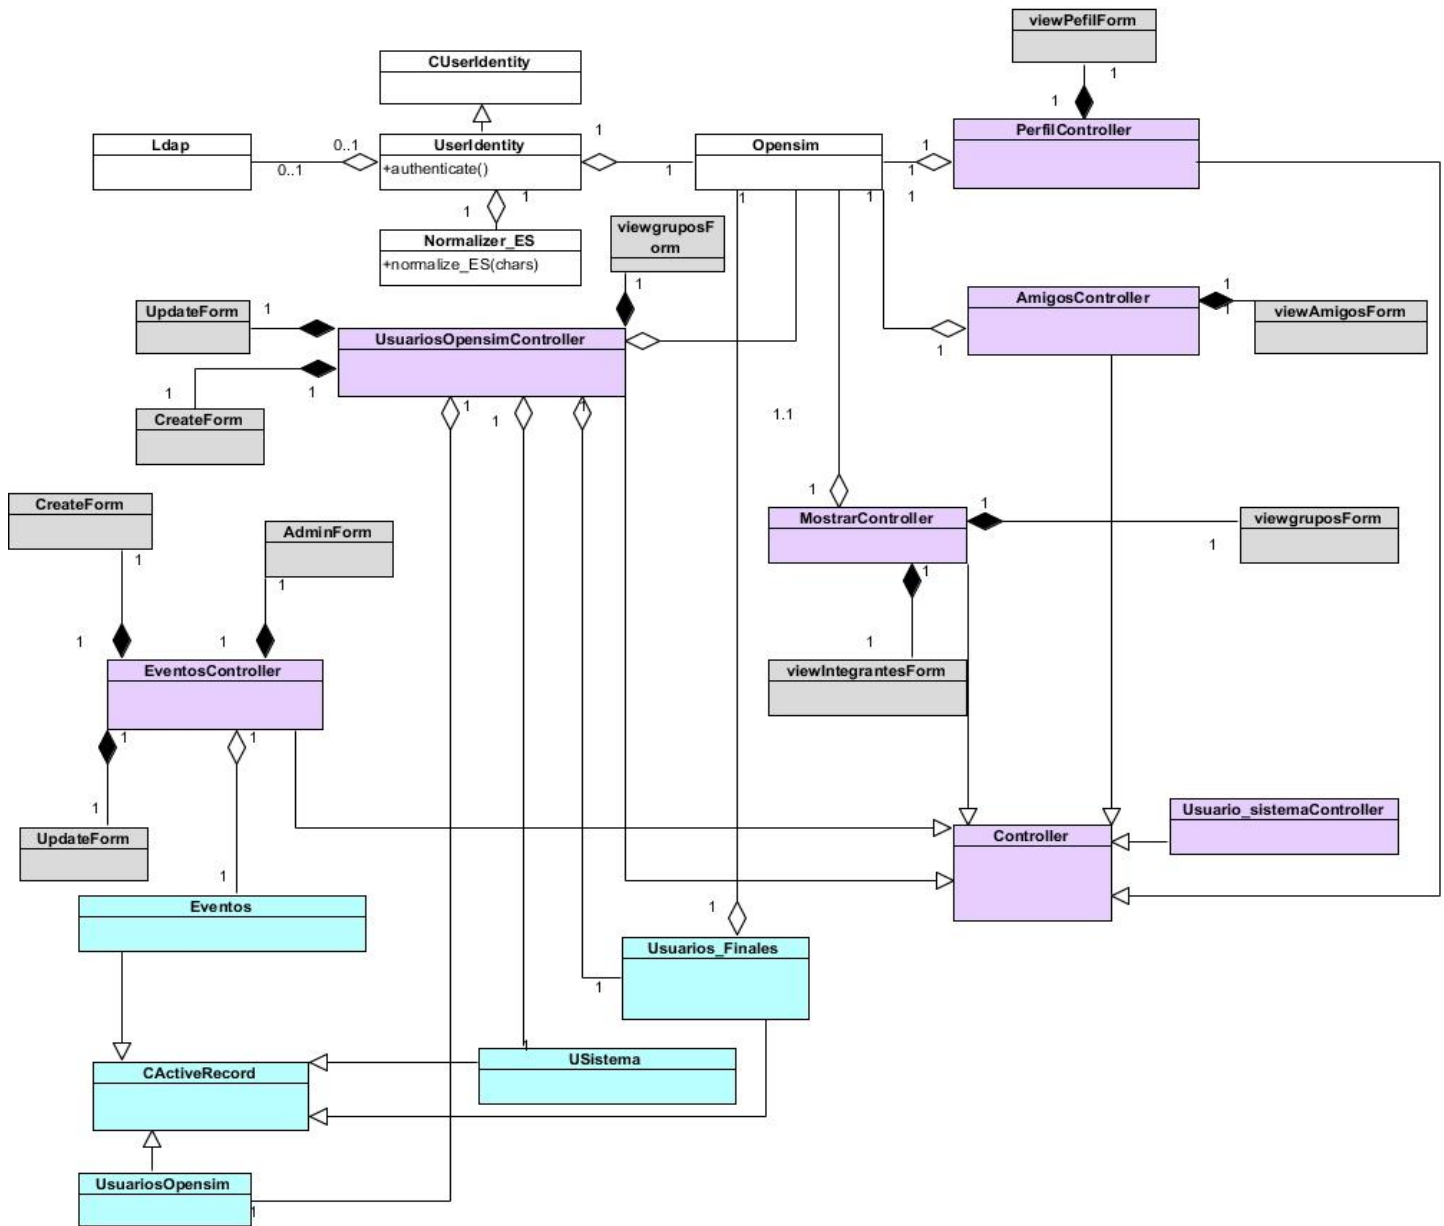 viewPefilForm
1
1
CUserIdentity
PerfilController
Ldap
0..1
0..1
UserIdentity
+authenticate()
1
1
Opensim
1
1
1
1
1
1
1
Normalizer_ES
+normalize_ES(chars)
viewgruposF
orm
1
AmigosController
1
1
viewAmigosForm
1
UpdateForm
1
UsuariosOpensimController
1
1
CreateForm
1
1
1
1.1
CreateForm
1
AdminForm
1
1
MostrarController
1
1
viewgruposForm
1
1
1
1
viewIntegrantesForm
EventosController
1
1
1
UpdateForm
1
Eventos
Controller
Usuario_sistemaController
1
Usuarios_Finales
1
1
USistema
CActiveRecord
UsuariosOpensim
1